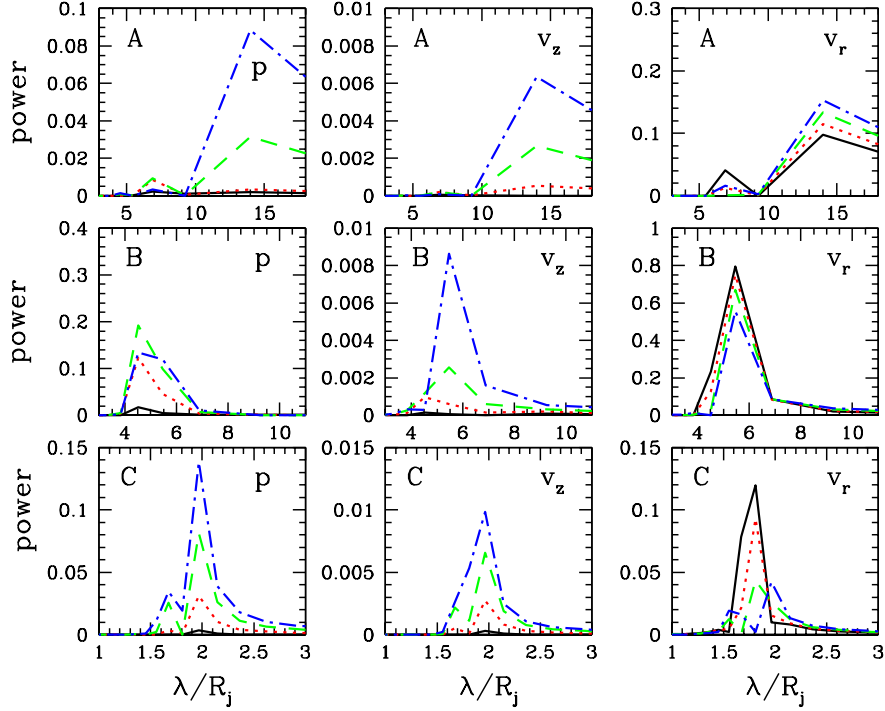 0.1 0.08 0.06 0.04 0.02 0
power
A
p
5 10 15
0.01 0.008 0.006 0.004 0.002 0
A
v_z
5 10 15
0.3 0.2 0.1 0
A
v_r
5 10 15
0.4 0.3 0.2 0.1 0
power
B
p
4 6 8 10
0.01 0.008 0.006 0.004 0.002 0
B
v_z
4 6 8 10
1 0.8 0.6 0.4 0.2 0
B
v_r
4 6 8 10
0.15 0.1 0.05 0
power
C
p
1 1.5 2 2.5 3
λ/R_j
0.015 0.01 0.005 0
C
v_z
1 1.5 2 2.5 3
λ/R_j
0.15 0.1 0.05 0
C
v_r
1 1.5 2 2.5 3
λ/R_j